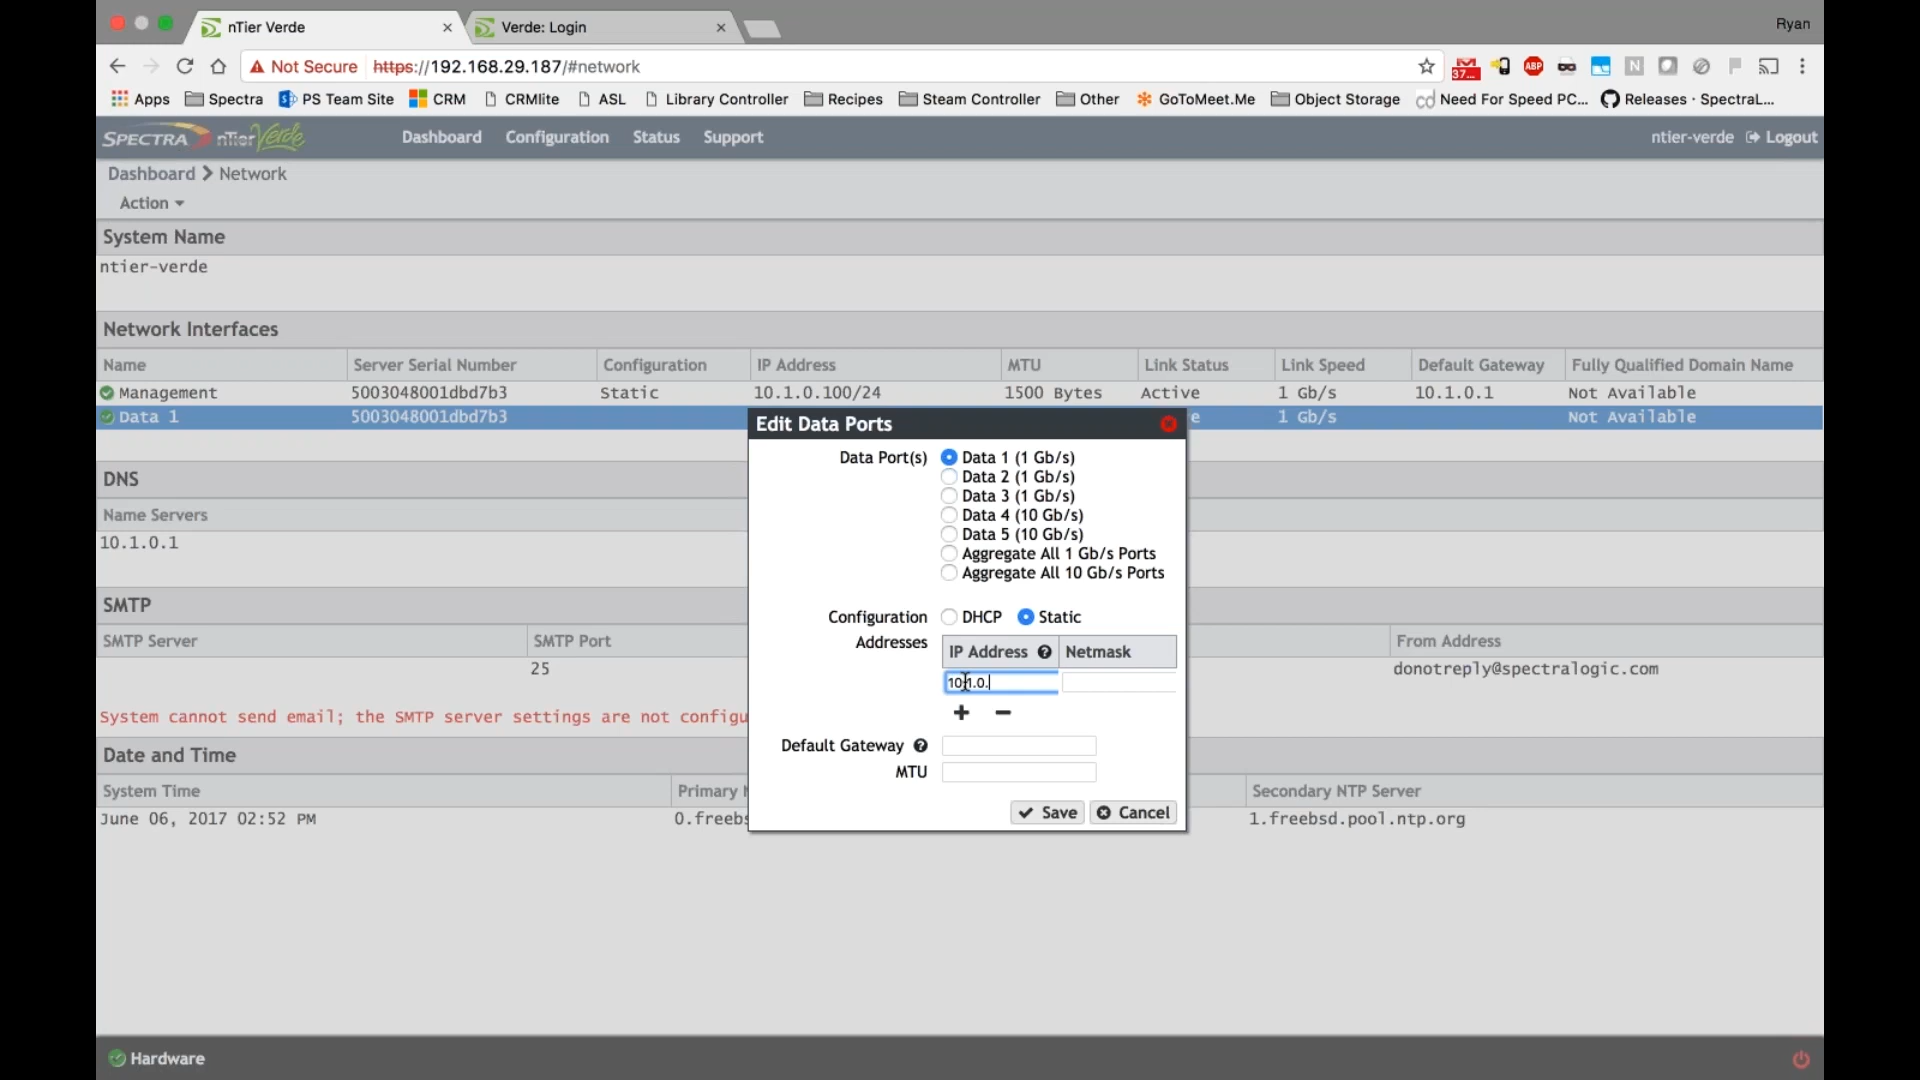 nTier Verde
Verde: Login
Ryan
Not Secure https://192.168.29.187/#network
37...
ABP
N
Apps Spectra PS Team Site CRM CRMlite ASL Library Controller Recipes Steam Controller Other GoToMeet.Me Object Storage Need For Speed PC... Releases · SpectraL...
SPECTRA nTier Verde Dashboard Configuration Status Support ntier-verde Logout
Dashboard > Network
Action
System Name
ntier-verde
Network Interfaces
Name Server Serial Number Configuration IP Address MTU Link Status Link Speed Default Gateway Fully Qualified Domain Name
Management 5003048001dbd7b3 Static 10.1.0.100/24 1500 Bytes Active 1 Gb/s 10.1.0.1 Not Available
Data 1 5003048001dbd7b3 e 1 Gb/s Not Available
DNS
Name Servers
10.1.0.1
SMTP
SMTP Server SMTP Port From Address
25 donotreply@spectralogic.com
System cannot send email; the SMTP server settings are not configu
Date and Time
System Time Primary Secondary NTP Server
June 06, 2017 02:52 PM 0.freebs 1.freebsd.pool.ntp.org
Edit Data Ports
Data Port(s) Data 1 (1 Gb/s)
Data 2 (1 Gb/s)
Data 3 (1 Gb/s)
Data 4 (10 Gb/s)
Data 5 (10 Gb/s)
Aggregate All 1 Gb/s Ports
Aggregate All 10 Gb/s Ports
Configuration DHCP Static
Addresses IP Address Netmask
10.1.0.
Default Gateway
MTU
Save Cancel
Hardware